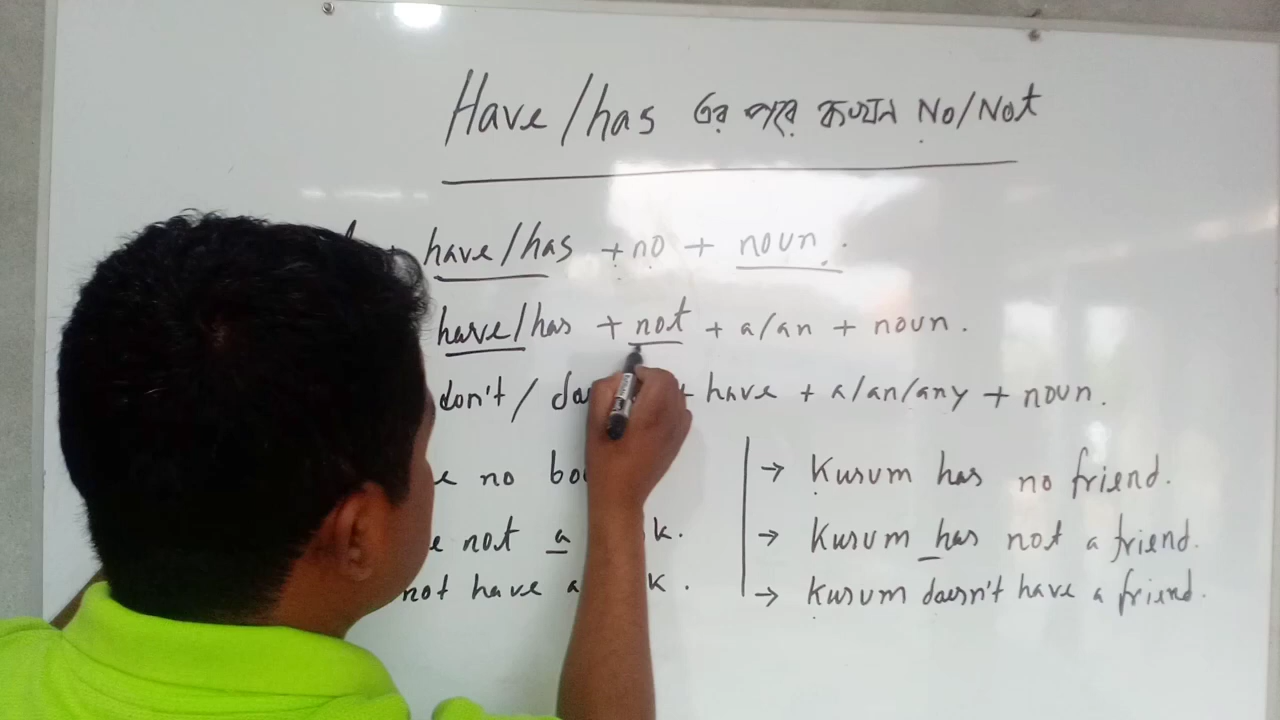 Have/has এর পরে কখন No/Not
+ have/has + no + noun.
have/has + not + a/an + noun.
don't/ + have + a/an/any + noun.
no
not a
not have a
→ Kusum has no friend.
→ Kusum has not a friend.
→ Kusum doesn't have a friend.